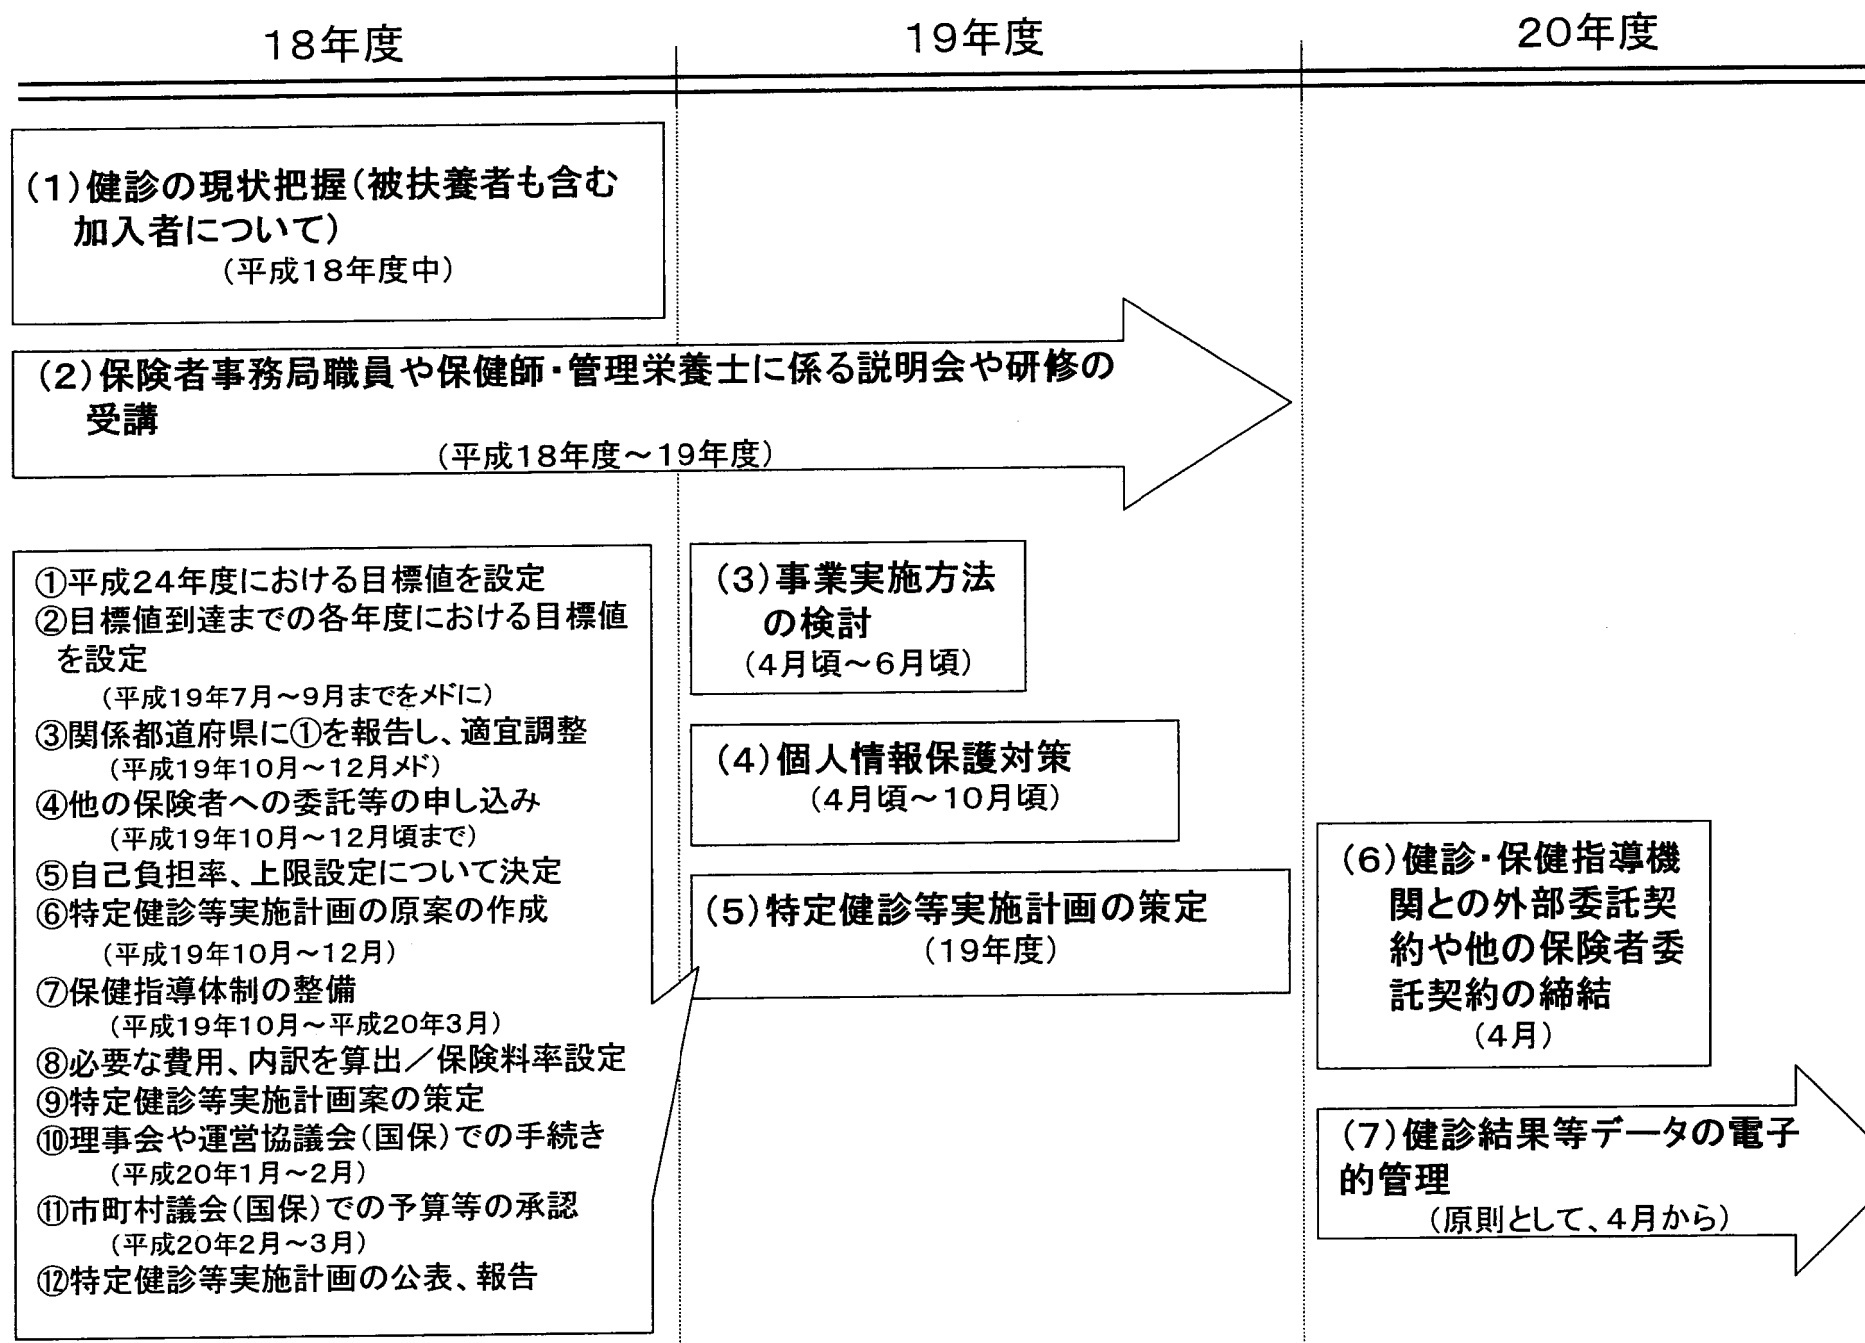 18年度
19年度
20年度
(1)健診の現状把握(被扶養者も含む
加入者について)
(平成18年度中)
(2)保険者事務局職員や保健師・管理栄養士に係る説明会や研修の
受講
(平成18年度～19年度)
①平成24年度における目標値を設定
②目標値到達までの各年度における目標値
を設定
(平成19年7月～9月までをメドに)
③関係都道府県に①を報告し、適宜調整
(平成19年10月～12月メド)
④他の保険者への委託等の申し込み
(平成19年10月～12月頃まで)
⑤自己負担率、上限設定について決定
⑥特定健診等実施計画の原案の作成
(平成19年10月～12月)
⑦保健指導体制の整備
(平成19年10月～平成20年3月)
⑧必要な費用、内訳を算出／保険料率設定
⑨特定健診等実施計画案の策定
⑩理事会や運営協議会(国保)での手続き
(平成20年1月～2月)
⑪市町村議会(国保)での予算等の承認
(平成20年2月～3月)
⑫特定健診等実施計画の公表、報告
(3)事業実施方法
の検討
(4月頃～6月頃)
(4)個人情報保護対策
(4月頃～10月頃)
(5)特定健診等実施計画の策定
(19年度)
(6)健診・保健指導機
関との外部委託契
約や他の保険者委
託契約の締結
(4月)
(7)健診結果等データの電子
的管理
(原則として、4月から)